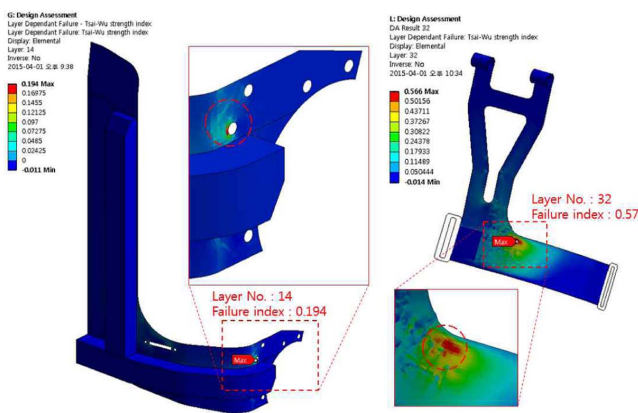 G: Design Assessment
Layer Dependant Failure - Tsai-Wu strength index
Layer Dependant Failure: Tsai-Wu strength index
Display: Elemental
Layer: 14
Inverse: No
2015-04-01 오후 9:38
0.194 Max
0.16975
0.1455
0.12125
0.097
0.07275
0.0485
0.02425
0
-0.011 Min
Max
Layer No. : 14
Failure index : 0.194
L: Design Assessment
DA Result 32
Layer Dependant Failure: Tsai-Wu strength index
Display: Elemental
Layer: 32
Inverse: No
2015-04-01 오후 10:34
0.566 Max
0.50156
0.43711
0.37267
0.30822
0.24378
0.17933
0.11489
0.050444
-0.014 Min
Layer No. : 32
Failure index : 0.57
Max